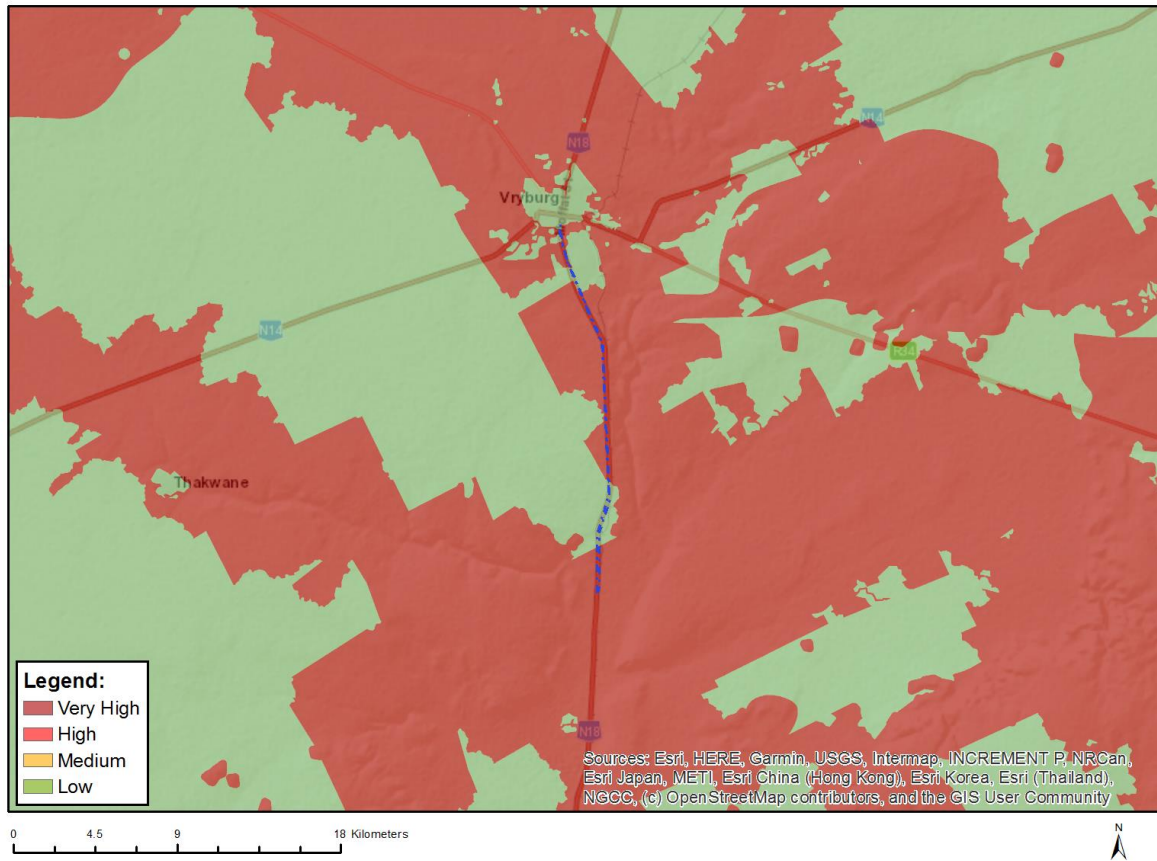 N14
N18
Vryburg
N14
R34
Thakwane
Legend:
Very High
High
Medium
Low
N18
Sources: Esri, HERE, Garmin, USGS, Intermap, INCREMENT P, NRCan,
Esri Japan, METI, Esri China (Hong Kong), Esri Korea, Esri (Thailand),
NGCC, (c) OpenStreetMap contributors, and the GIS User Community
0 4.5 9 18 Kilometers
N